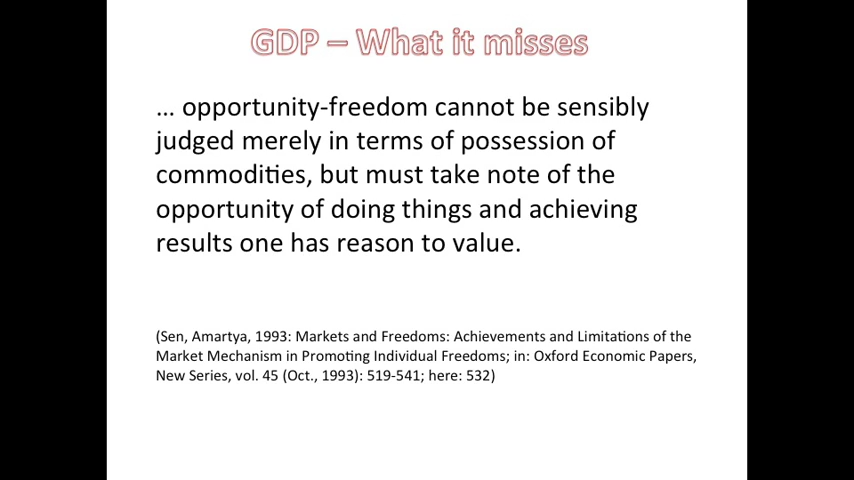 GDP – What it misses
... opportunity-freedom cannot be sensibly
judged merely in terms of possession of
commodities, but must take note of the
opportunity of doing things and achieving
results one has reason to value.
(Sen, Amartya, 1993: Markets and Freedoms: Achievements and Limitations of the
Market Mechanism in Promoting Individual Freedoms; in: Oxford Economic Papers,
New Series, vol. 45 (Oct., 1993): 519-541; here: 532)